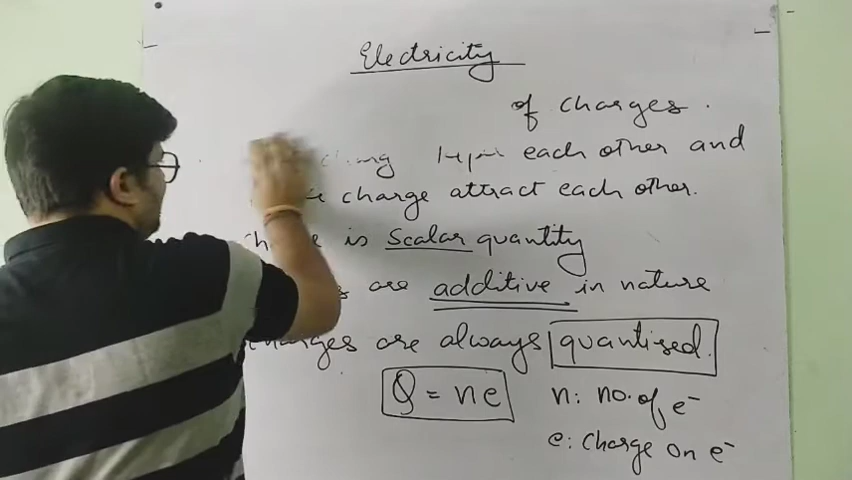 Electricity
of charges.
each other and
charge attract each other.
is Scalar quantity
are additive in nature
charges are always quantised.
Q = ne
n: no. of e⁻
e: Charge on e⁻